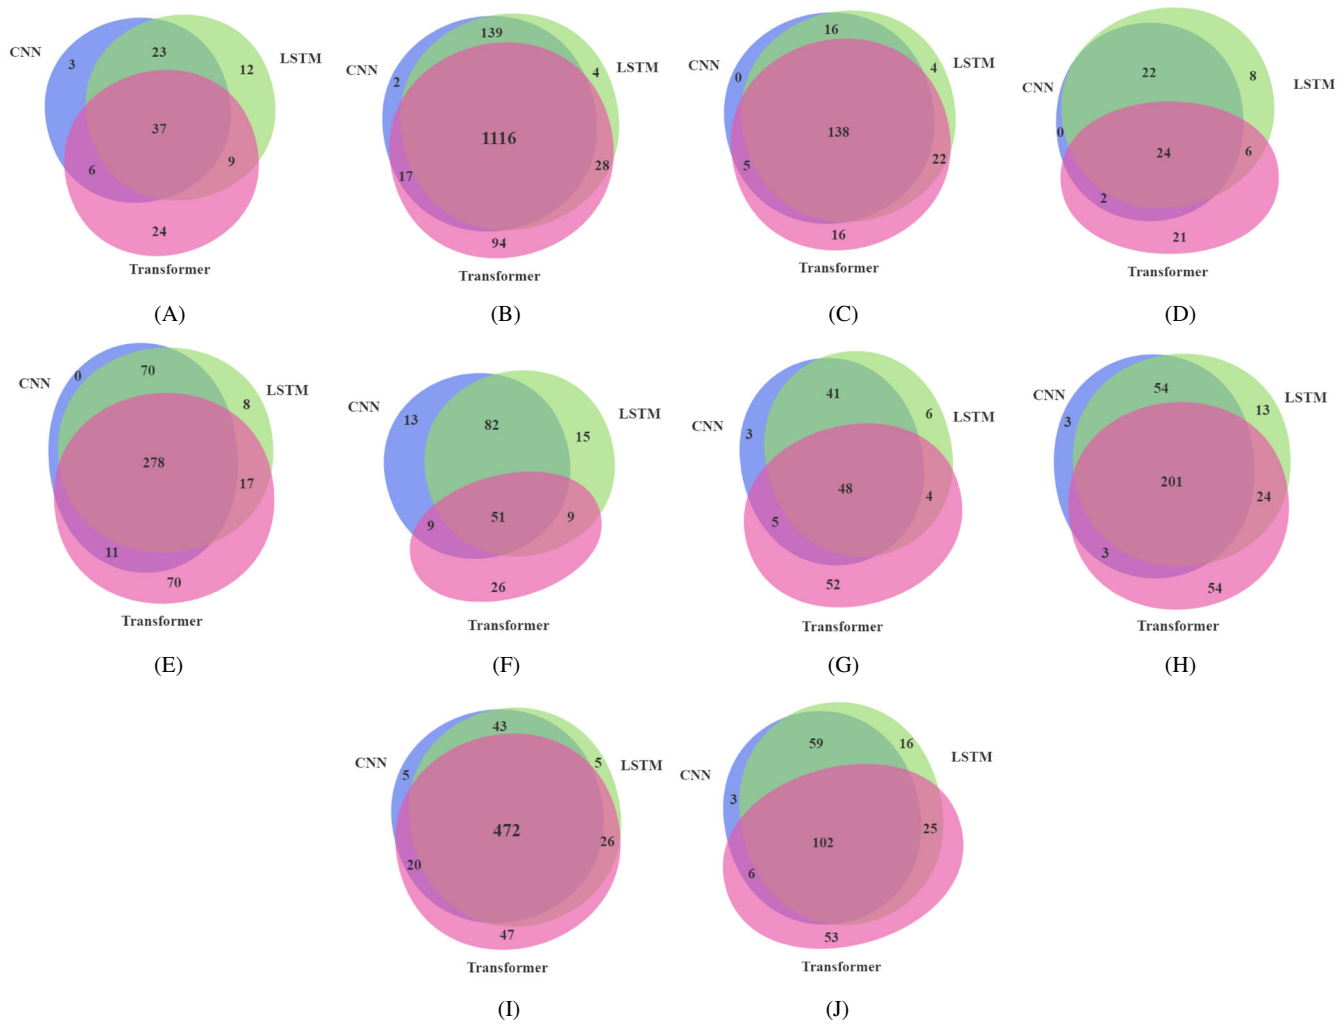 CNN
3
23
12
LSTM
37
6
9
24
Transformer
(A)
139
CNN
2
4
LSTM
1116
17
28
94
Transformer
(B)
16
CNN
0
4
LSTM
138
5
22
16
Transformer
(C)
CNN
22
8
LSTM
0
24
6
2
21
Transformer
(D)
CNN
0
70
LSTM
8
278
17
11
70
Transformer
(E)
CNN
13
82
15
LSTM
9
51
9
26
Transformer
(F)
CNN
41
6
LSTM
3
48
4
5
52
Transformer
(G)
CNN
3
54
13
LSTM
201
24
3
54
Transformer
(H)
43
CNN
5
5
LSTM
472
26
20
47
Transformer
(I)
59
16
LSTM
CNN
3
102
25
6
53
Transformer
(J)